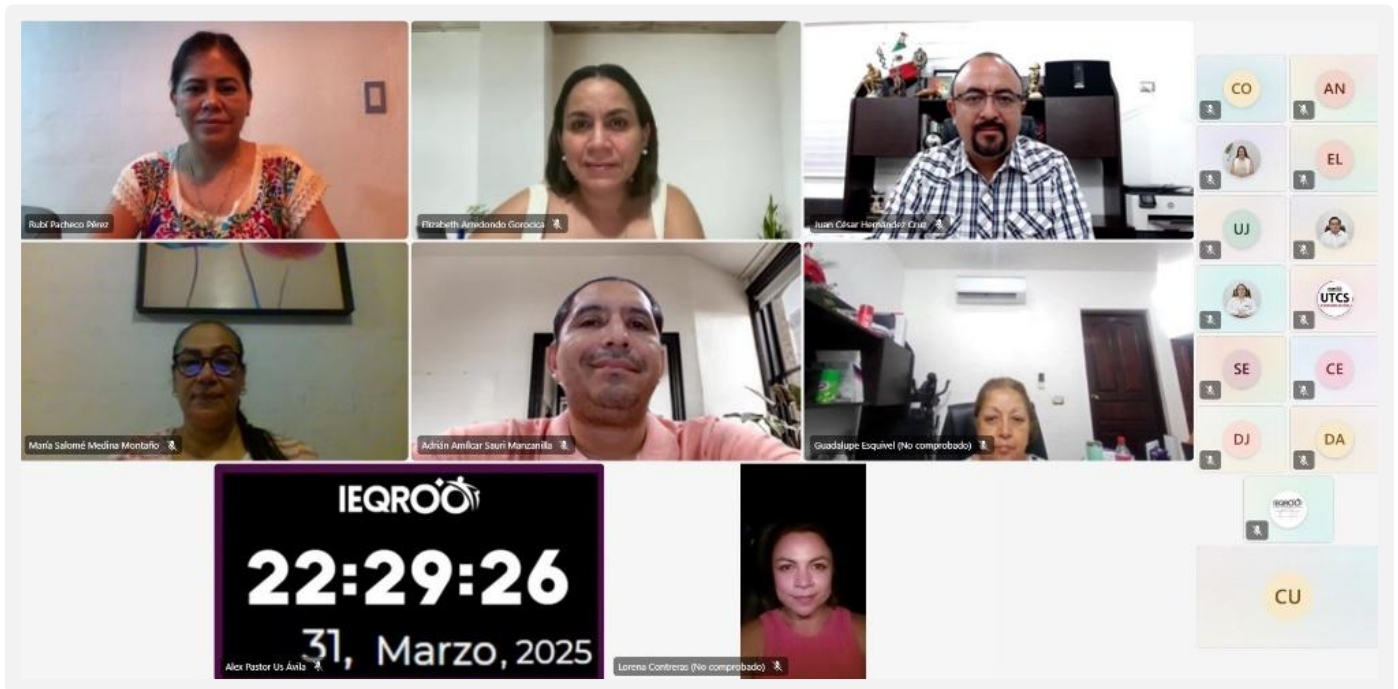 Rubí Pacheco Pérez
Elizabeth Arredondo Gorocica
Juan César Hernández Cruz
María Salomé Medina Montaño
Adrián Amílcar Sauri Manzanilla
Guadalupe Esquivel (No comprobado)
IEQROO
22:29:26
31, Marzo, 2025
Alex Pastor Us Ávila
Lorena Contreras (No comprobado)
CO
AN
EL
UJ
UTCS
SE
CE
DJ
DA
IEQROO
CU